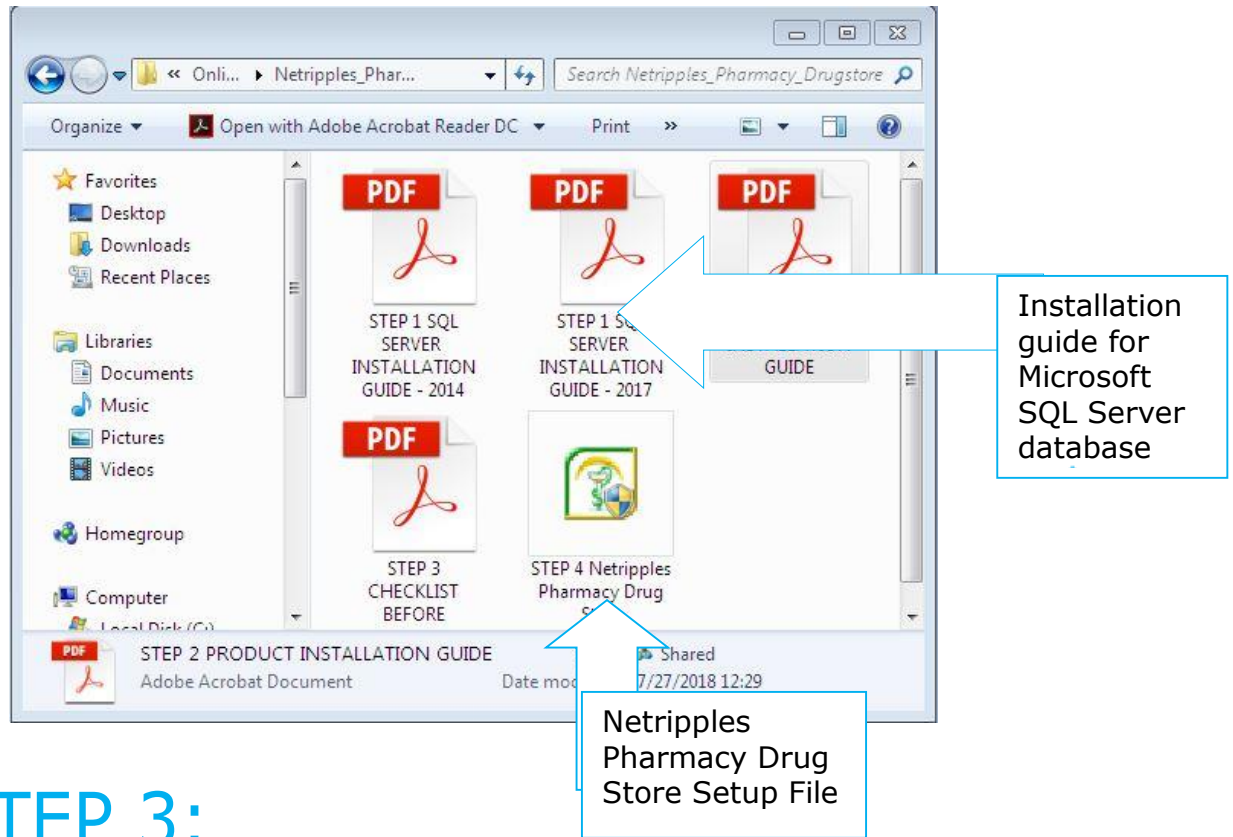 « Onli... ▸ Netripples_Phar...
Search Netripples_Pharmacy_Drugstore
Organize
Open with Adobe Acrobat Reader DC
Print »
Favorites
Desktop
Downloads
Recent Places
Libraries
Documents
Music
Pictures
Videos
Homegroup
Computer
Local Disk (C:)
PDF
STEP 1 SQL
SERVER
INSTALLATION
GUIDE - 2014
PDF
STEP 1
SERVER
INSTALLATION
GUIDE - 2017
PDF
GUIDE
PDF
STEP 3
CHECKLIST
BEFORE
STEP 4 Netripples
Pharmacy Drug
PDF
STEP 2 PRODUCT INSTALLATION GUIDE
Shared
Adobe Acrobat Document
Date 7/27/2018 12:29
Installation
guide for
Microsoft
SQL Server
database
Netripples
Pharmacy Drug
Store Setup File
TEP 3: